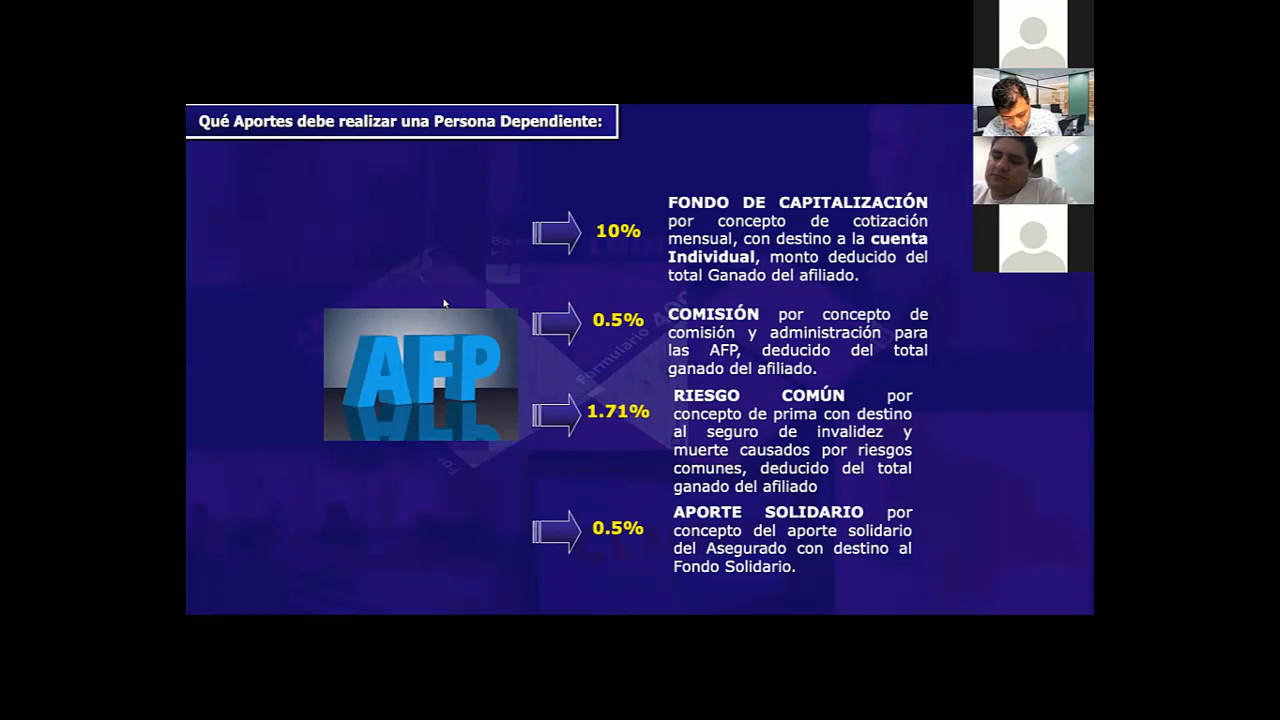 Qué Aportes debe realizar una Persona Dependiente:
10%
FONDO DE CAPITALIZACIÓN
por concepto de cotización
mensual, con destino a la cuenta
Individual, monto deducido del
total Ganado del afiliado.
0.5%
COMISIÓN por concepto de
comisión y administración para
las AFP, deducido del total
ganado del afiliado.
AFP
1.71%
RIESGO COMÚN por
concepto de prima con destino
al seguro de invalidez y
muerte causados por riesgos
comunes, deducido del total
ganado del afiliado
0.5%
APORTE SOLIDARIO por
concepto del aporte solidario
del Asegurado con destino al
Fondo Solidario.
Formulario